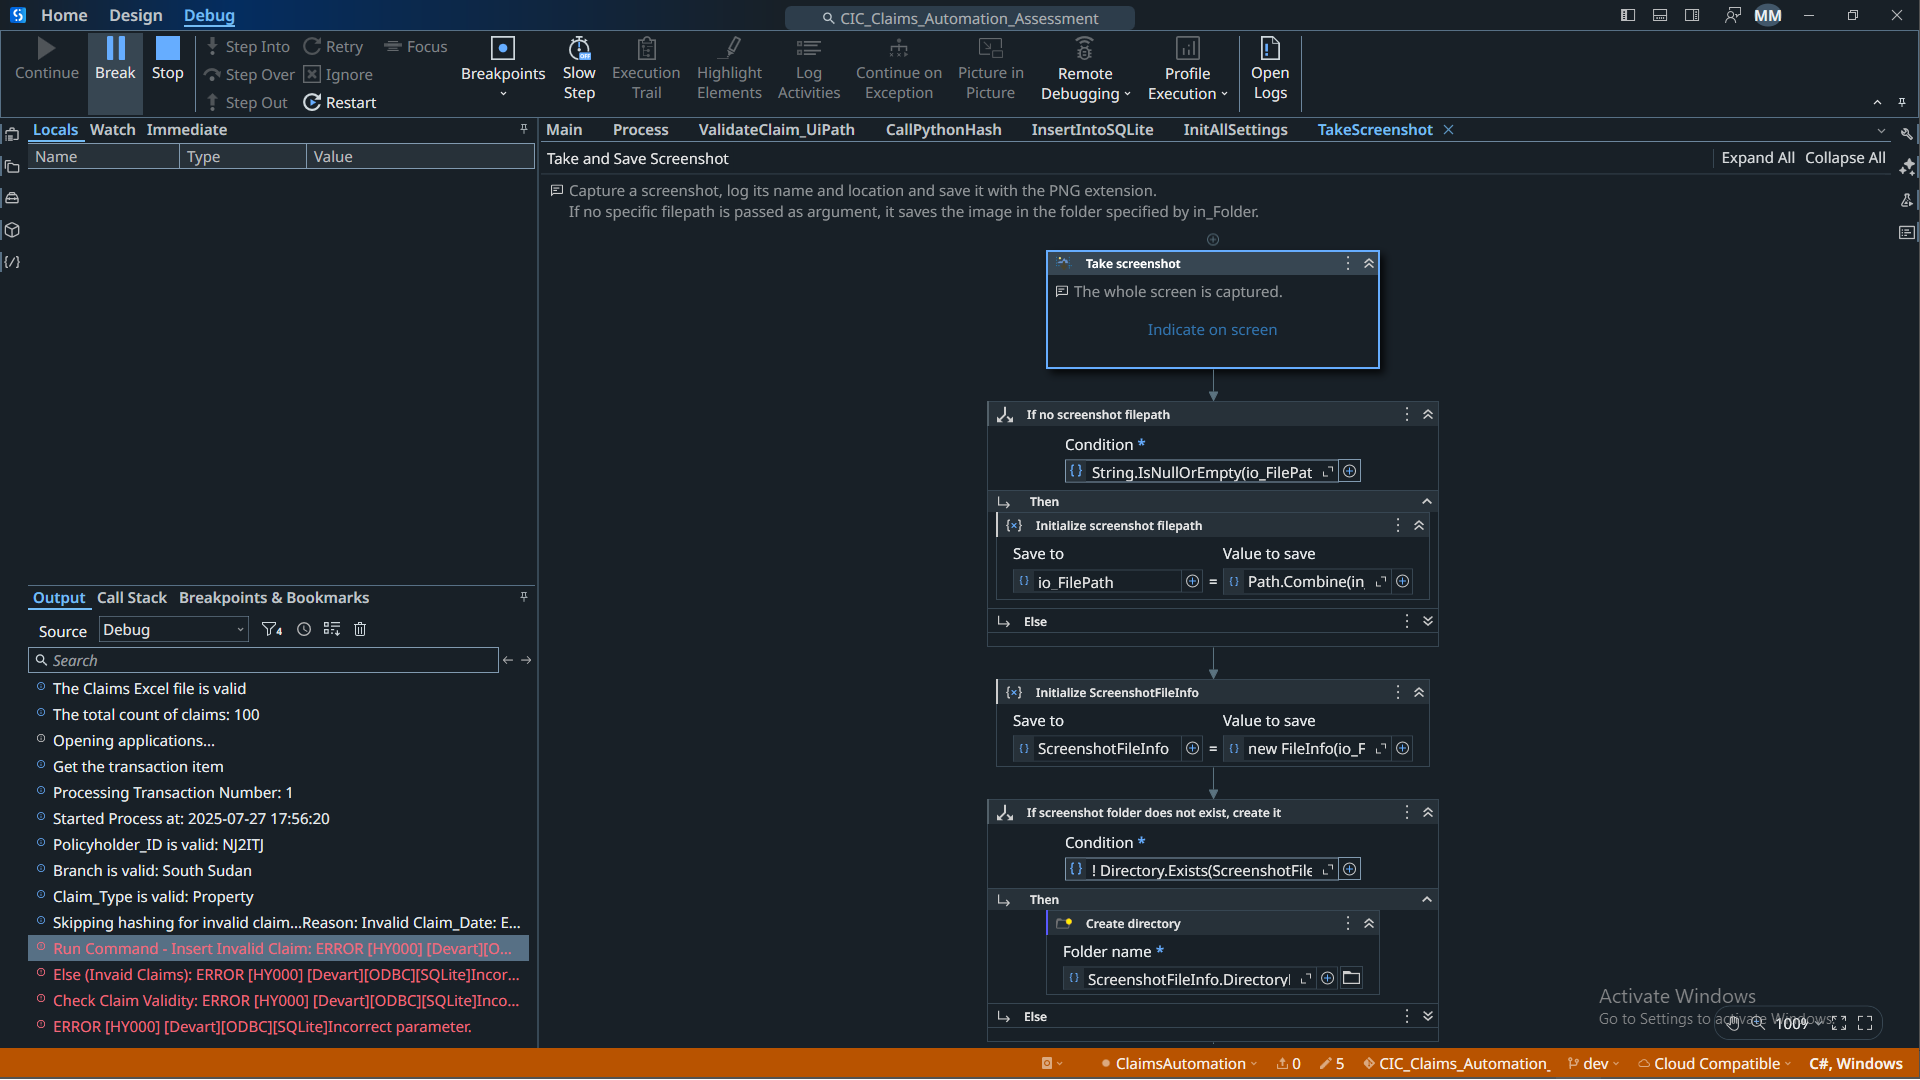 Home Design Debug
CIC_Claims_Automation_Assessment
MM
Continue Break Stop
Step Into Retry Focus
Step Over Ignore
Step Out Restart
Breakpoints
Slow Step
Execution Trail
Highlight Elements
Log Activities
Continue on Exception
Picture in Picture
Remote Debugging
Profile Execution
Open Logs
Locals Watch Immediate
Name Type Value
Main Process ValidateClaim_UiPath CallPythonHash InsertIntoSQLite InitAllSettings TakeScreenshot
Take and Save Screenshot
Expand All Collapse All
Capture a screenshot, log its name and location and save it with the PNG extension.
If no specific filepath is passed as argument, it saves the image in the folder specified by in_Folder.
Take screenshot
The whole screen is captured.
Indicate on screen
If no screenshot filepath
Condition *
String.IsNullOrEmpty(io_FilePat
Then
Initialize screenshot filepath
Save to Value to save
io_FilePath = Path.Combine(in_
Else
Initialize ScreenshotFileInfo
Save to Value to save
ScreenshotFileInfo = new FileInfo(io_F
If screenshot folder does not exist, create it
Condition *
! Directory.Exists(ScreenshotFile
Then
Create directory
Folder name *
ScreenshotFileInfo.Directory
Else
Output Call Stack Breakpoints & Bookmarks
Source Debug 4
Search
The Claims Excel file is valid
The total count of claims: 100
Opening applications...
Get the transaction item
Processing Transaction Number: 1
Started Process at: 2025-07-27 17:56:20
Policyholder_ID is valid: NJ2ITJ
Branch is valid: South Sudan
Claim_Type is valid: Property
Skipping hashing for invalid claim...Reason: Invalid Claim_Date: E...
Run Command - Insert Invalid Claim: ERROR [HY000] [Devart][O...
Else (Invaid Claims): ERROR [HY000] [Devart][ODBC][SQLite]Incor...
Check Claim Validity: ERROR [HY000] [Devart][ODBC][SQLite]Inco...
ERROR [HY000] [Devart][ODBC][SQLite]Incorrect parameter.
Activate Windows
Go to Settings to activate Windows.
100%
ClaimsAutomation 0 5 CIC_Claims_Automation_ dev Cloud Compatible C#, Windows